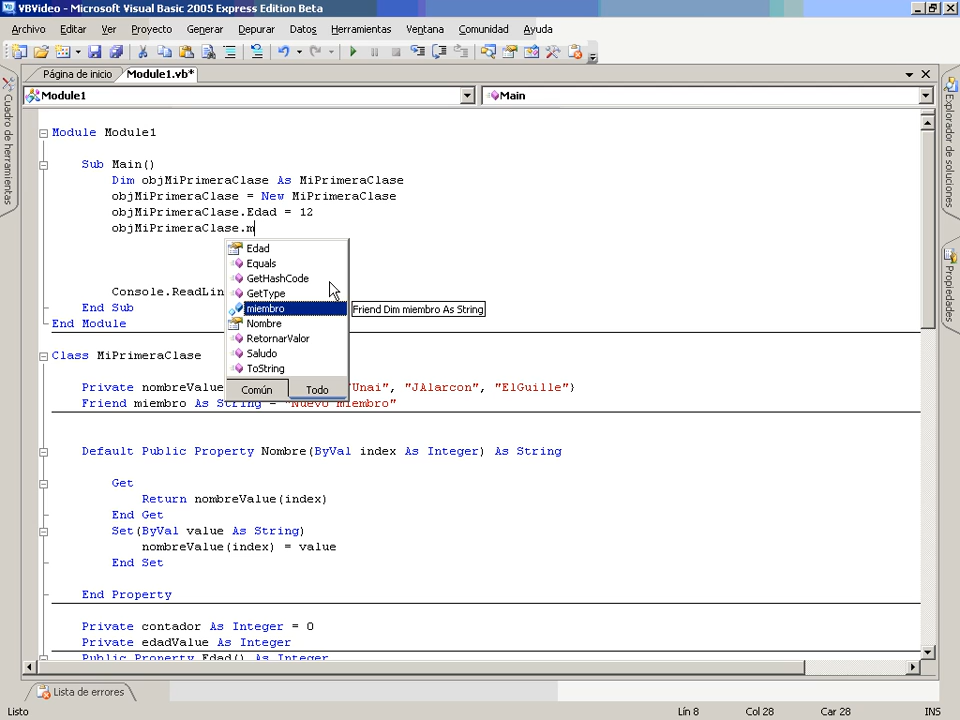 VBVideo - Microsoft Visual Basic 2005 Express Edition Beta
Archivo Editar Ver Proyecto Generar Depurar Datos Herramientas Ventana Comunidad Ayuda
Página de inicio Module1.vb*
Module1 Main
Cuadro de herramientas
Explorador de soluciones
Propiedades
Module Module1
Sub Main()
Dim objMiPrimeraClase As MiPrimeraClase
objMiPrimeraClase = New MiPrimeraClase
objMiPrimeraClase.Edad = 12
objMiPrimeraClase.m
Edad
Equals
GetHashCode
GetType
miembro
Friend Dim miembro As String
Nombre
RetornarValor
Saludo
ToString
Común Todo
Console.ReadLin
End Sub
End Module
Class MiPrimeraClase
Private nombreValue "Unai", "JAlarcon", "ElGuille"}
Friend miembro As String = "Nuevo miembro"
Default Public Property Nombre(ByVal index As Integer) As String
Get
Return nombreValue(index)
End Get
Set(ByVal value As String)
nombreValue(index) = value
End Set
End Property
Private contador As Integer = 0
Private edadValue As Integer
Public Property Edad() As Integer
Lista de errores
Listo Lín 8 Col 28 Car 28 INS